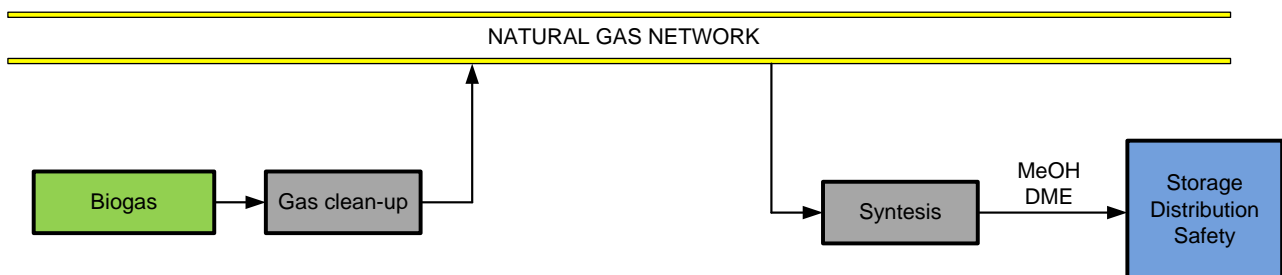 NATURAL GAS NETWORK
Biogas
Gas clean-up
Syntesis
MeOH
DME
Storage
Distribution
Safety